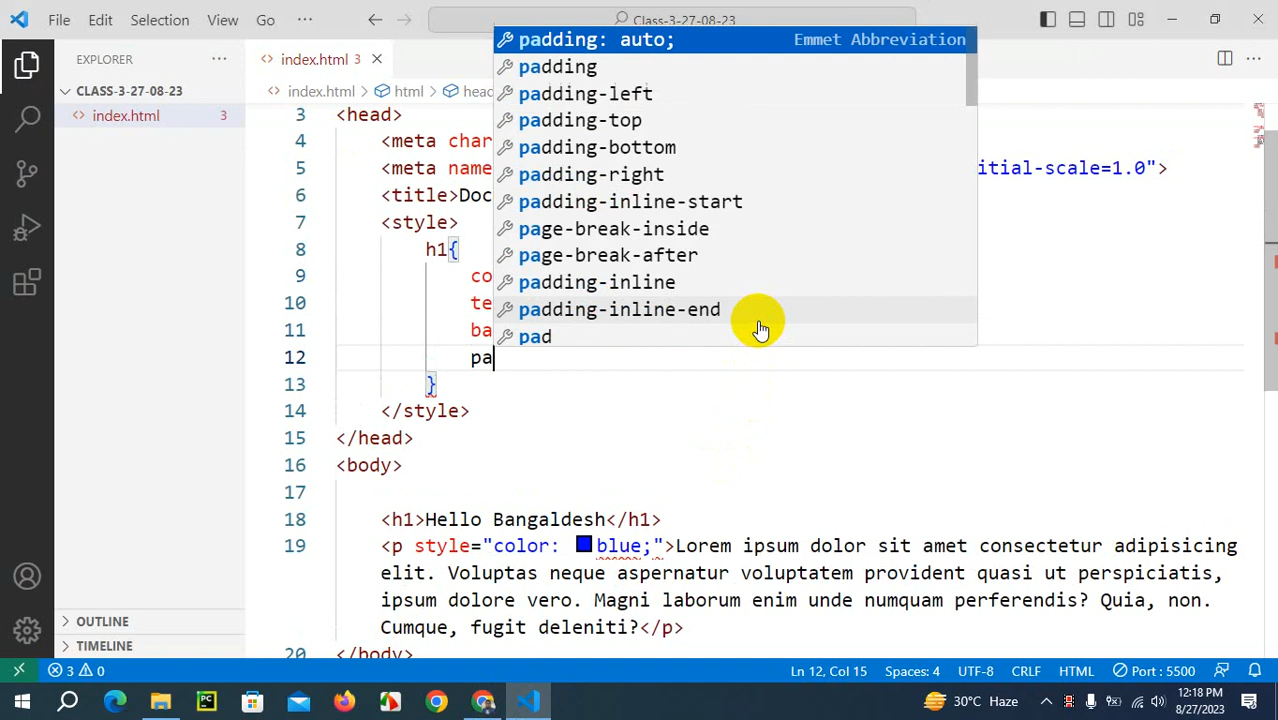 File Edit Selection View Go ··· Class-3-27-08-23
EXPLORER ··· index.html 3
CLASS-3-27-08-23
index.html 3
index.html > html > head
padding: auto; Emmet Abbreviation
padding
padding-left
padding-top
padding-bottom
padding-right
padding-inline-start
page-break-inside
page-break-after
padding-inline
padding-inline-end
pad
3 <head>
4 <meta char
5 <meta name itial-scale=1.0">
6 <title>Doc
7 <style>
8 h1{
9 co
10 te
11 ba
12 pa
13 }
14 </style>
15 </head>
16 <body>
17
18 <h1>Hello Bangaldesh</h1>
19 <p style="color: blue;">Lorem ipsum dolor sit amet consectetur adipisicing
elit. Voluptas neque aspernatur voluptatem provident quasi ut perspiciatis,
ipsum dolore vero. Magni laborum enim unde numquam perferendis? Quia, non.
Cumque, fugit deleniti?</p>
20 </body>
OUTLINE
TIMELINE
3 0 Ln 12, Col 15 Spaces: 4 UTF-8 CRLF HTML Port : 5500
30°C Haze 12:18 PM
8/27/2023